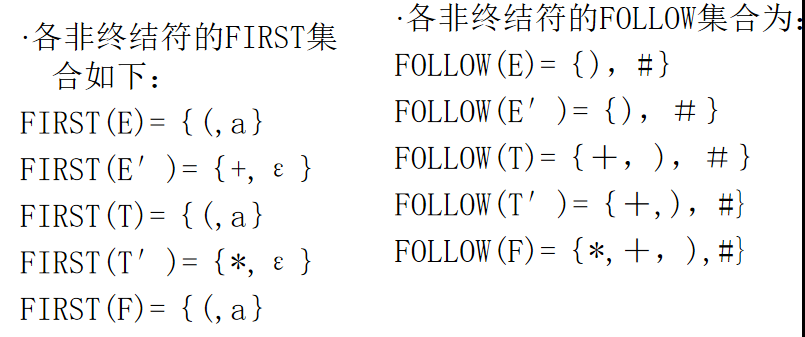 ·各非终结符的FIRST集
合如下：
FIRST(E)= {(,a}
FIRST(E′)= {+, ε}
FIRST(T)= {(,a}
FIRST(T′)= {*, ε}
FIRST(F)= {(,a}
·各非终结符的FOLLOW集合为：
FOLLOW(E)= {), #}
FOLLOW(E′)= {), ＃}
FOLLOW(T)= {＋, ), ＃}
FOLLOW(T′)= {＋,), #}
FOLLOW(F)= {*,＋, ),#}